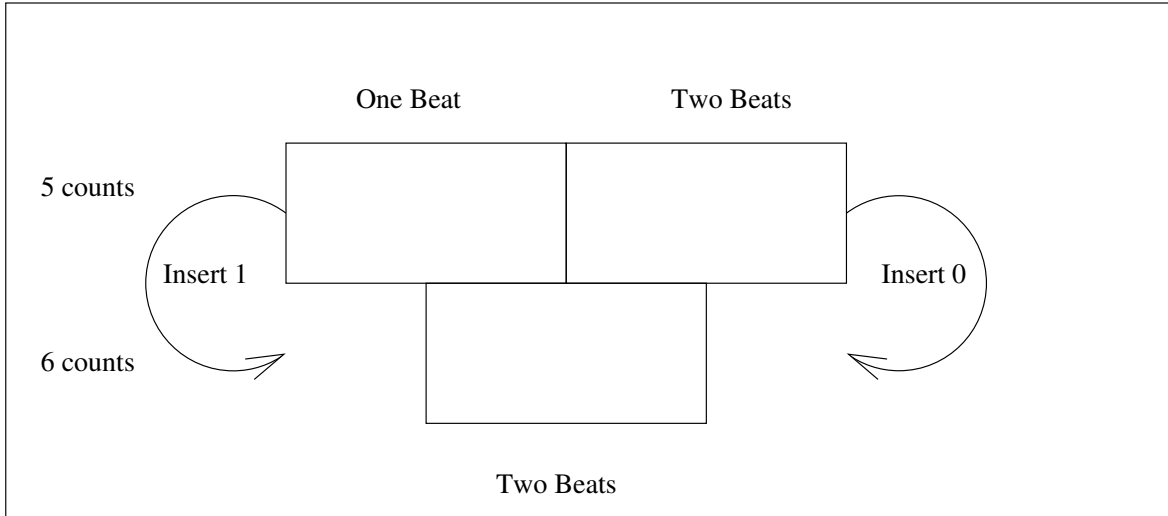 One Beat
Two Beats
5 counts
Insert 1
Insert 0
6 counts
Two Beats